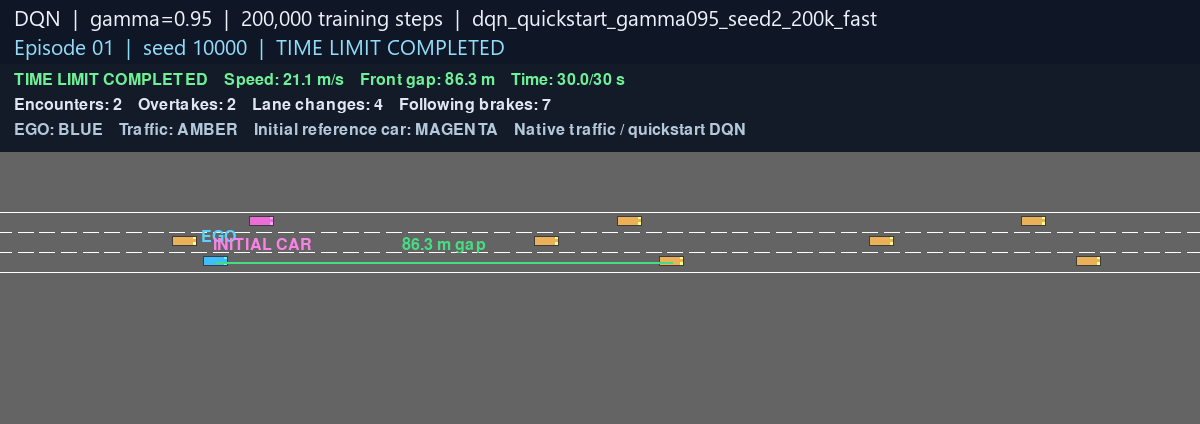 DQN | gamma=0.95 | 200,000 training steps | dqn_quickstart_gamma095_seed2_200k_fast
Episode 01 | seed 10000 | TIME LIMIT COMPLETED
TIME LIMIT COMPLETED Speed: 21.1 m/s Front gap: 86.3 m Time: 30.0/30 s
Encounters: 2 Overtakes: 2 Lane changes: 4 Following brakes: 7
EGO: BLUE Traffic: AMBER Initial reference car: MAGENTA Native traffic / quickstart DQN
EGO
INITIAL CAR 86.3 m gap